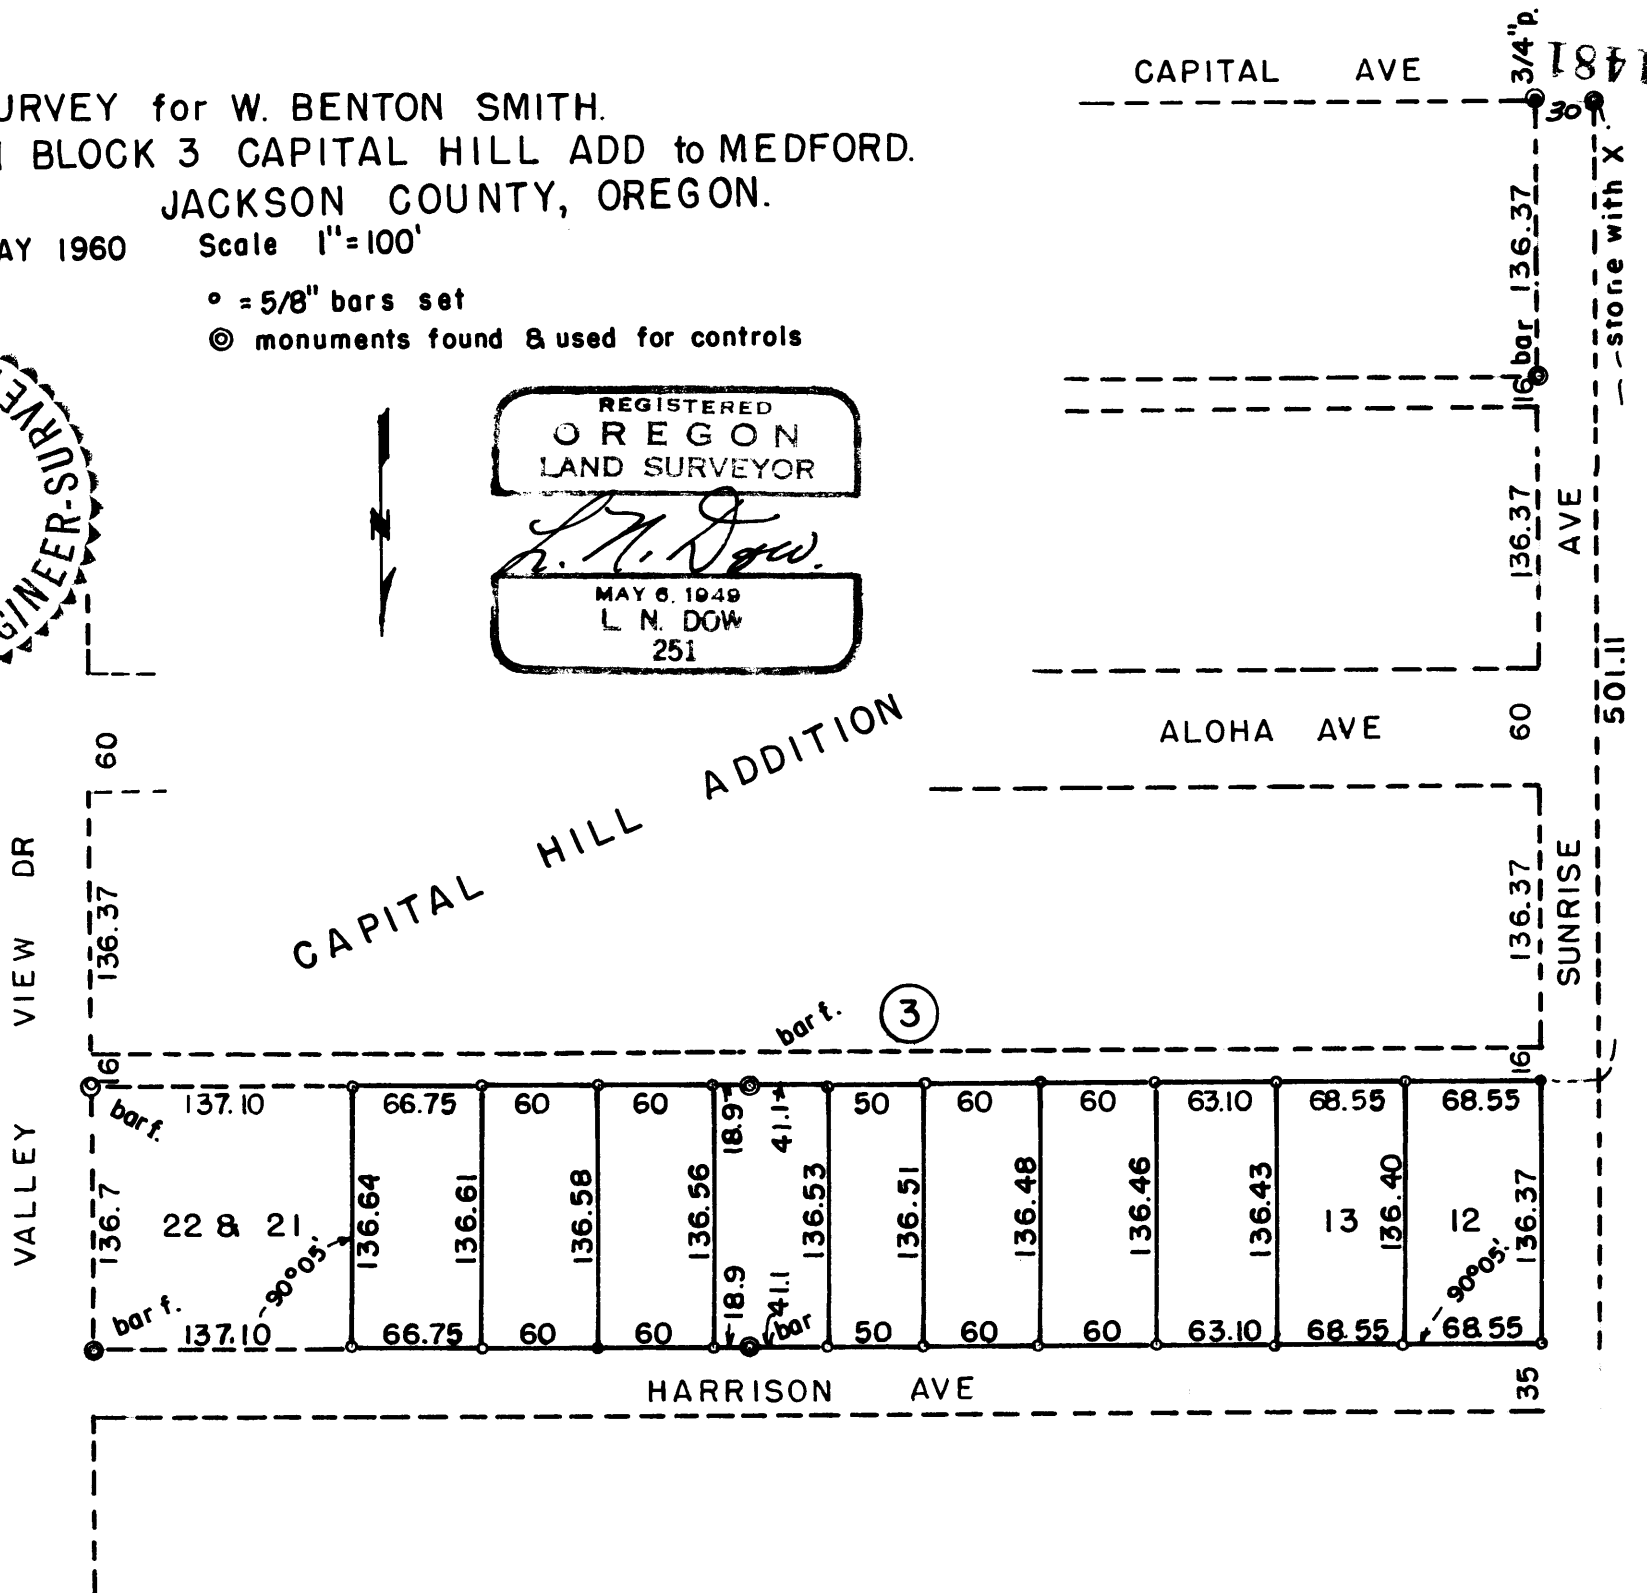 URVEY for W. BENTON SMITH.
BLOCK 3 CAPITAL HILL ADD to MEDFORD.
JACKSON COUNTY, OREGON.
AY 1960 Scale 1"=100'
= 5/8" bars set
monuments found & used for controls
GINEER-SURVE
REGISTERED
OREGON
LAND SURVEYOR
L. N. Dow.
MAY 6, 1949
L N. DOW
251
CAPITAL AVE
3/4" p.
1481
30
stone with X
136.37
bar
16
136.37
AVE
501.11
60
ALOHA AVE
60
CAPITAL HILL ADDITION
VIEW DR
136.37
136.37
SUNRISE
bar f.
3
16
16
137.10 66.75 60 60 18.9 41.1 50 60 60 63.10 68.55 68.55
bar f.
VALLEY
136.7 136.64 136.61 136.58 136.56 136.53 136.51 136.48 136.46 136.43 136.40 136.37
22 & 21 13 12
90°05'
90°05'
bar f.
bar
137.10 66.75 60 60 18.9 41.1 50 60 60 63.10 68.55 68.55
HARRISON AVE
35
N